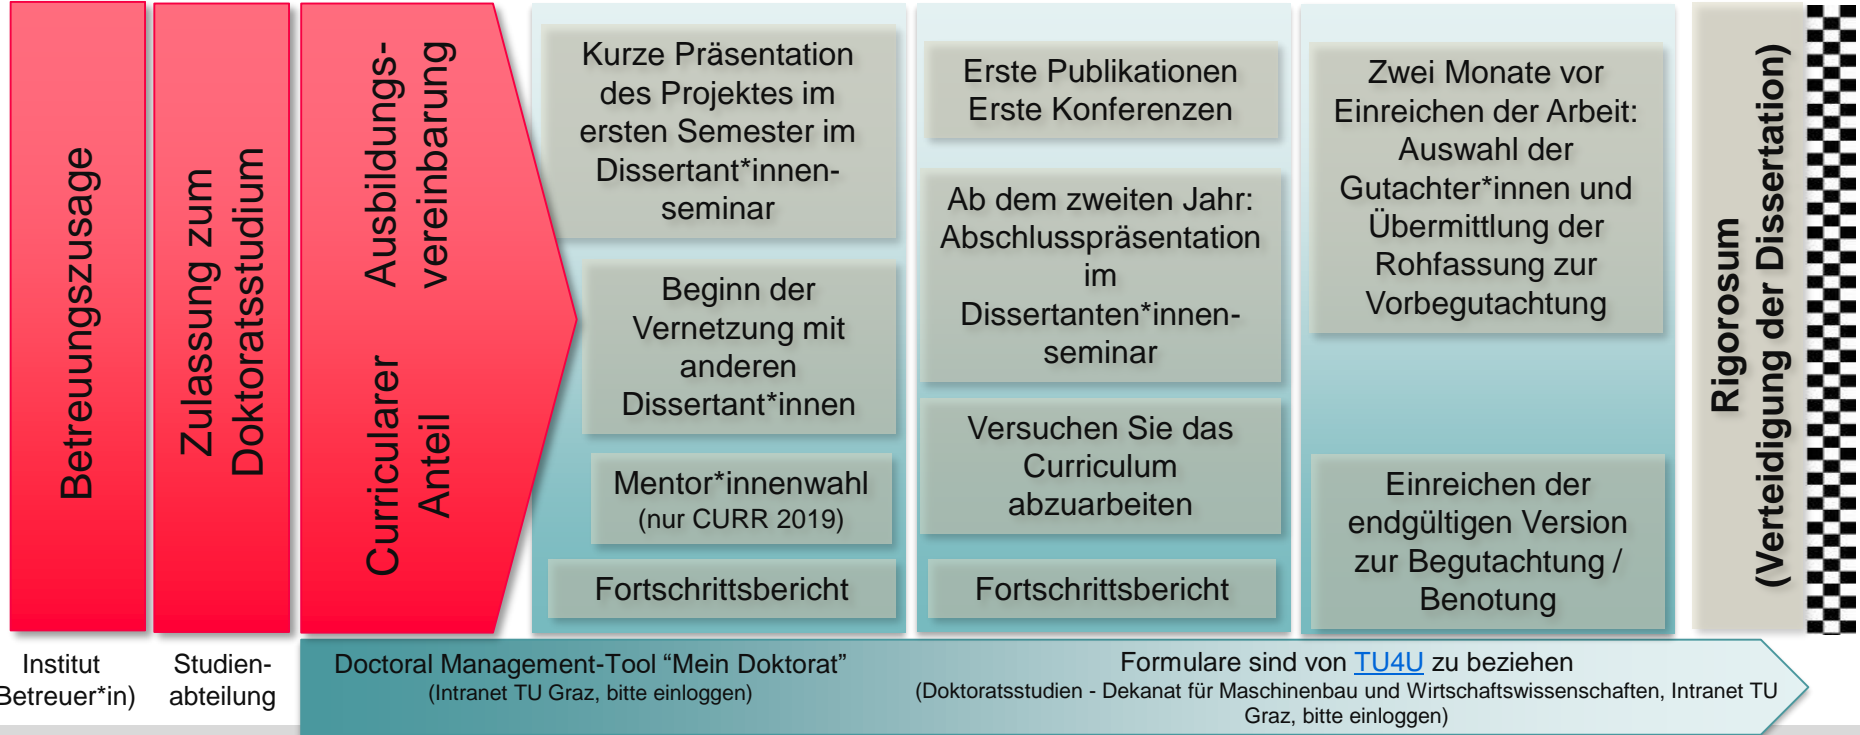 Betreuungszusage
Zulassung zum
Doktoratsstudium
Ausbildungs-
vereinbarung
Curricularer
Anteil
Kurze Präsentation
des Projektes im
ersten Semester im
Dissertant*innen-
seminar
Beginn der
Vernetzung mit
anderen
Dissertant*innen
Mentor*innenwahl
(nur CURR 2019)
Fortschrittsbericht
Erste Publikationen
Erste Konferenzen
Ab dem zweiten Jahr:
Abschlusspräsentation
im
Dissertanten*innen-
seminar
Versuchen Sie das
Curriculum
abzuarbeiten
Fortschrittsbericht
Zwei Monate vor
Einreichen der Arbeit:
Auswahl der
Gutachter*innen und
Übermittlung der
Rohfassung zur
Vorbegutachtung
Einreichen der
endgültigen Version
zur Begutachtung /
Benotung
Rigorosum
(Verteidigung der Dissertation)
Institut
Betreuer*in)
Studien-
abteilung
Doctoral Management-Tool “Mein Doktorat”
(Intranet TU Graz, bitte einloggen)
Formulare sind von TU4U zu beziehen
(Doktoratsstudien - Dekanat für Maschinenbau und Wirtschaftswissenschaften, Intranet TU
Graz, bitte einloggen)